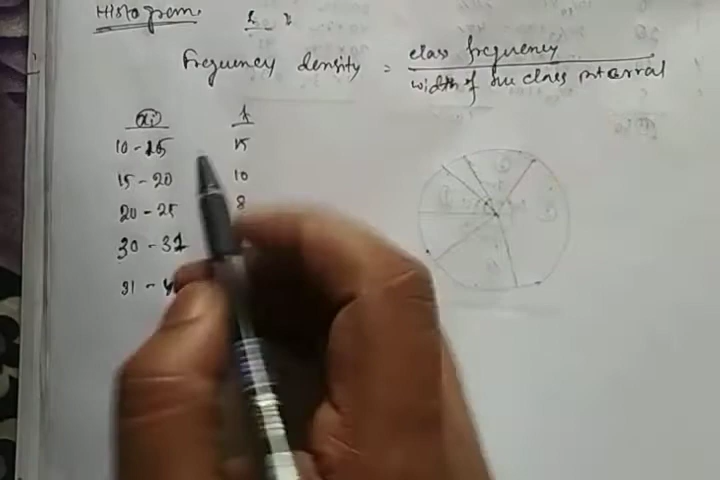 Histogram
Frequency density = class frequency
width of the class interval
xi f
10 - 15 15
15 - 20 10
20 - 25 8
30 - 31
31 -